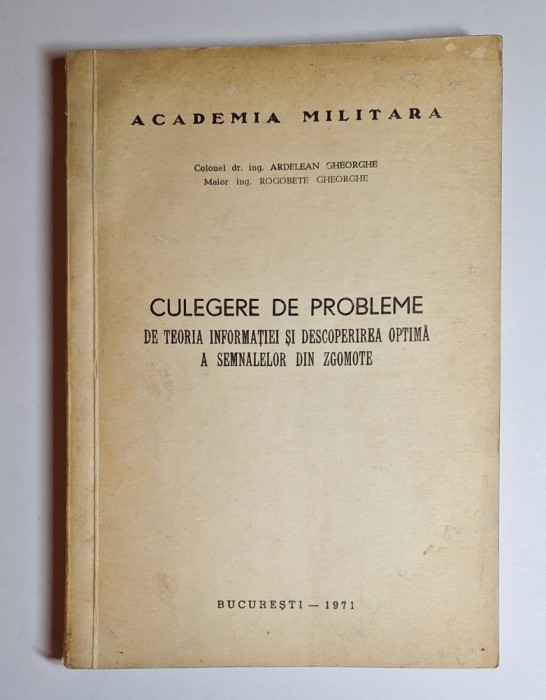 ACADEMIA MILITARA
Colonel dr. ing. ARDELEAN GHEORGHE
Maior ing. ROGOBETE GHEORGHE
CULEGERE DE PROBLEME
DE TEORIA INFORMAȚIEI ȘI DESCOPERIREA OPTIMĂ
A SEMNALELOR DIN ZGOMOTE
BUCUREȘTI — 1971